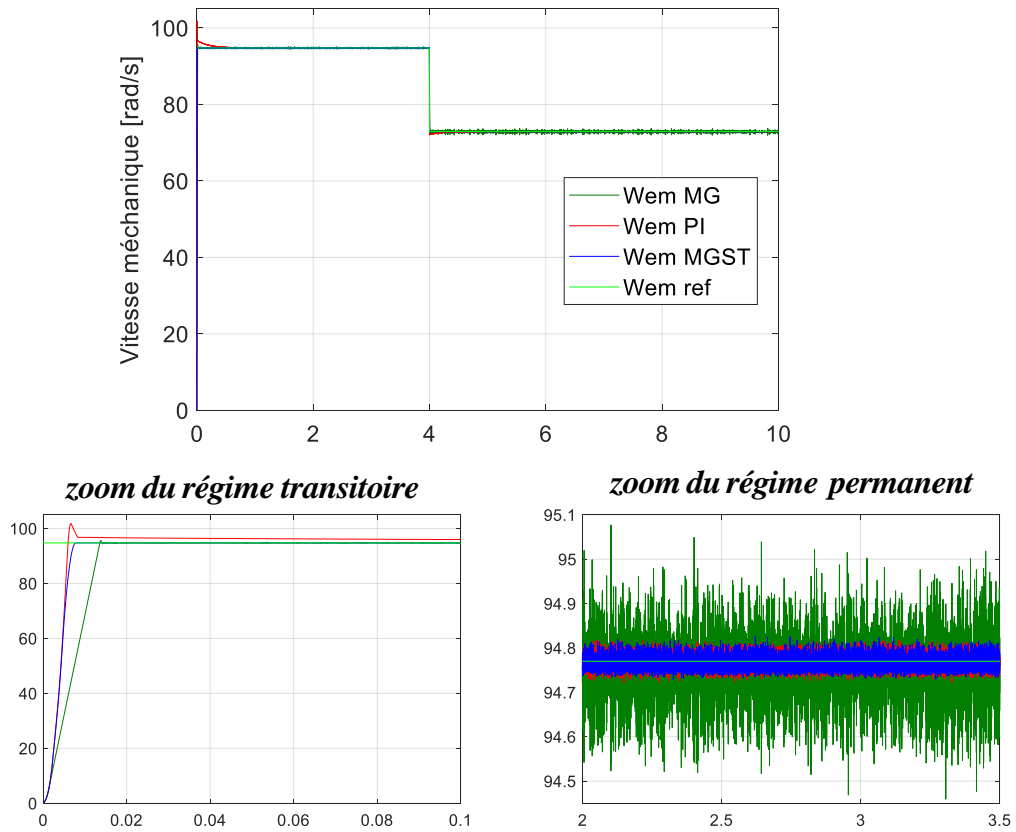 Vitesse méchanique [rad/s]
100
80
60
40
20
0
0 2 4 6 8 10
Wem MG
Wem PI
Wem MGST
Wem ref
zoom du régime transitoire
100
80
60
40
20
0
0 0.02 0.04 0.06 0.08 0.1
zoom du régime permanent
95.1
95
94.9
94.8
94.7
94.6
94.5
2 2.5 3 3.5